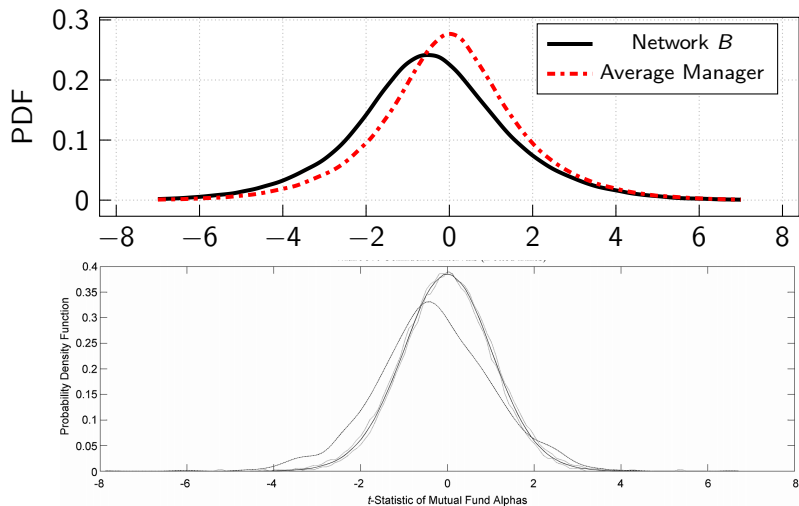 0.3
0.2
0.1
0
PDF
Network B
Average Manager
−8 −6 −4 −2 0 2 4 6 8
0.4
0.35
0.3
0.25
0.2
0.15
0.1
0.05
0
Probability Density Function
-8 -6 -4 -2 0 2 4 6 8
t-Statistic of Mutual Fund Alphas